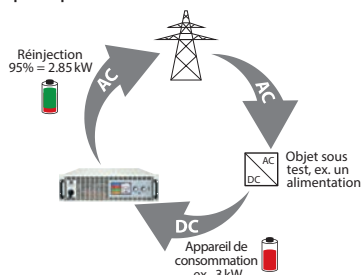 Réinjection
95% = 2.85 kW
AC
AC
AC
DC
Objet sous
test, ex. un
alimentation
DC
Appareil de
consommation
ex. 3 kW